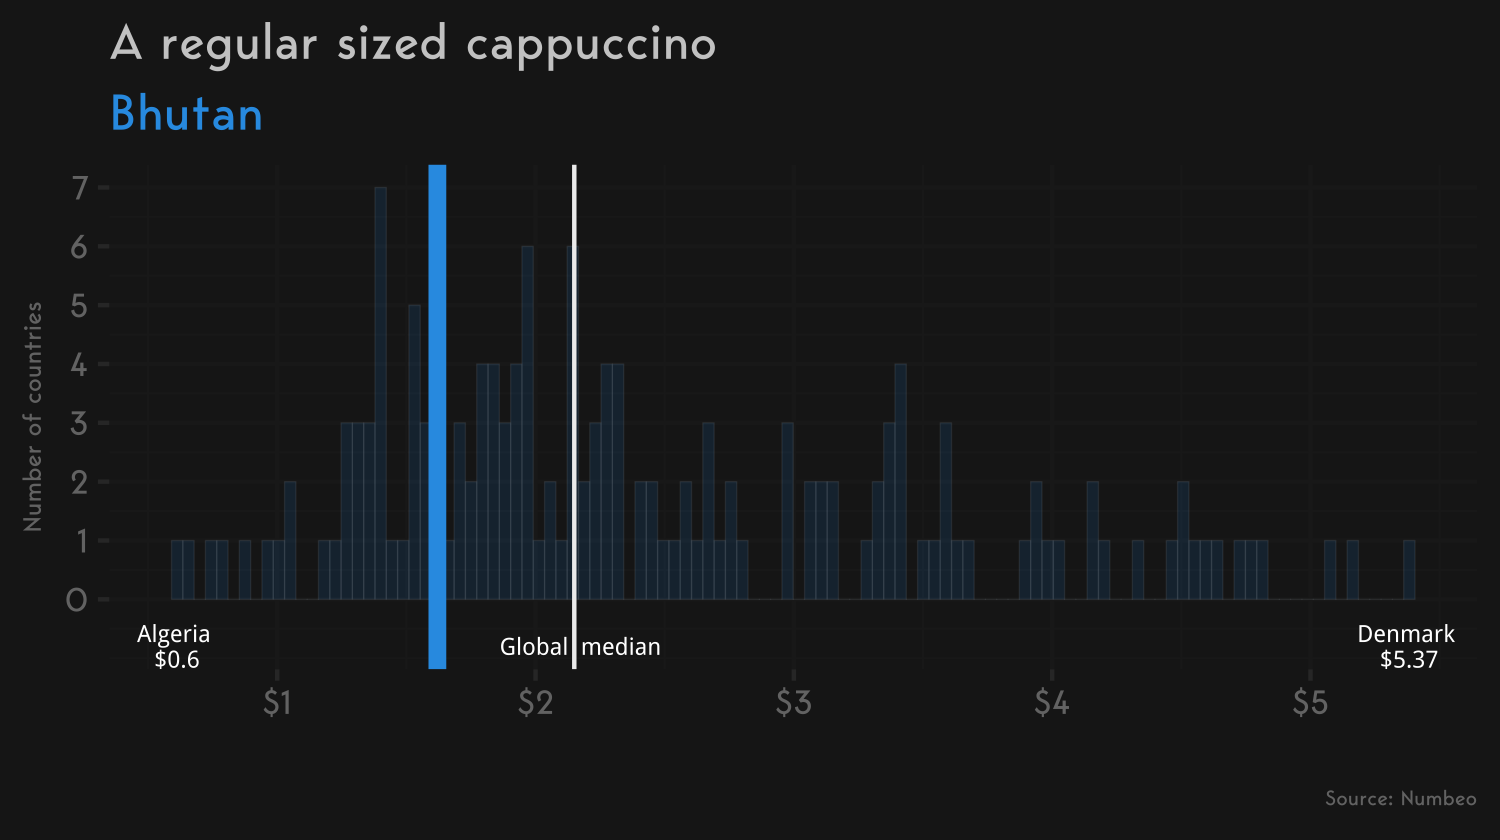 A regular sized cappuccino
Bhutan
Number of countries
7
6
5
4
3
2
1
0
Algeria
$0.6
Global median
Denmark
$5.37
$1
$2
$3
$4
$5
Source: Numbeo